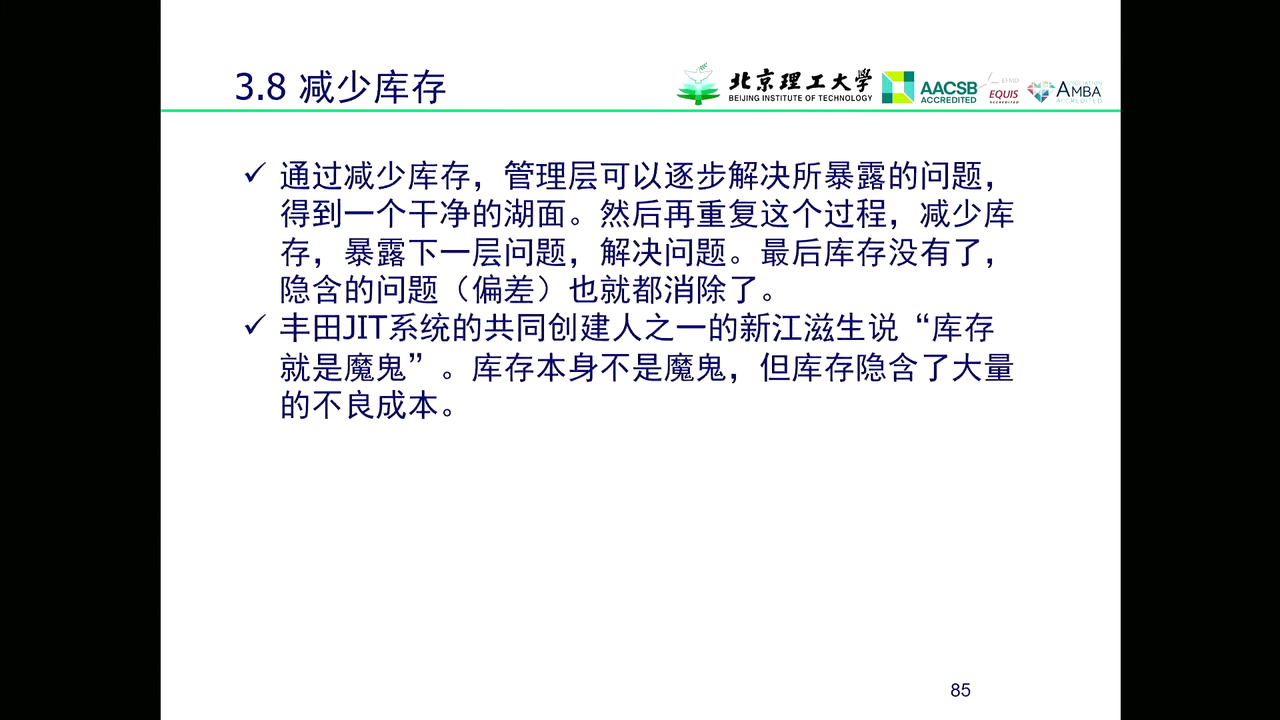 3.8 减少库存
北京理工大学
BEIJING INSTITUTE OF TECHNOLOGY
AACSB
ACCREDITED
EFMD
EQUIS
ACCREDITED
ASSOCIATION
AMBA
ACCREDITED
✓ 通过减少库存，管理层可以逐步解决所暴露的问题，
得到一个干净的湖面。然后再重复这个过程，减少库
存，暴露下一层问题，解决问题。最后库存没有了，
隐含的问题（偏差）也就都消除了。
✓ 丰田JIT系统的共同创建人之一的新江滋生说“库存
就是魔鬼”。库存本身不是魔鬼，但库存隐含了大量
的不良成本。
85